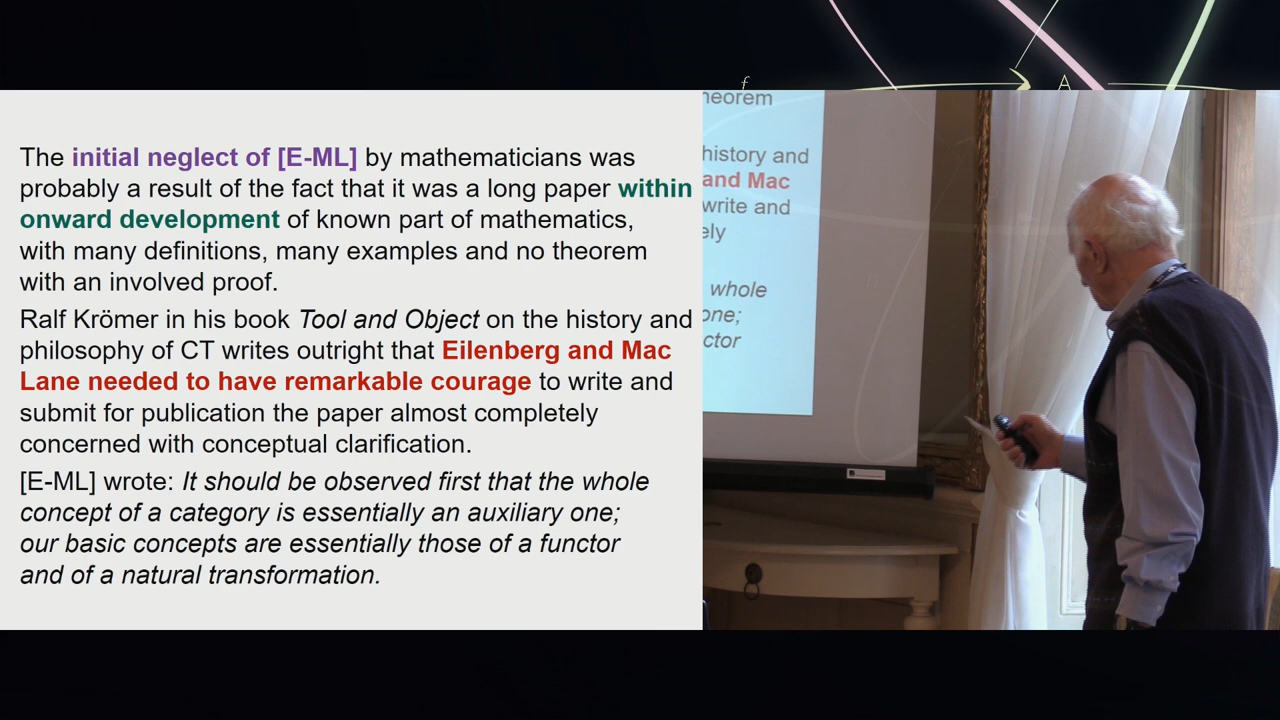 f
A
The initial neglect of [E-ML] by mathematicians was
probably a result of the fact that it was a long paper within
onward development of known part of mathematics,
with many definitions, many examples and no theorem
with an involved proof.
Ralf Krömer in his book Tool and Object on the history and
philosophy of CT writes outright that Eilenberg and Mac
Lane needed to have remarkable courage to write and
submit for publication the paper almost completely
concerned with conceptual clarification.
[E-ML] wrote: It should be observed first that the whole
concept of a category is essentially an auxiliary one;
our basic concepts are essentially those of a functor
and of a natural transformation.
heorem
history and
and Mac
write and
ely
whole
one;
ctor